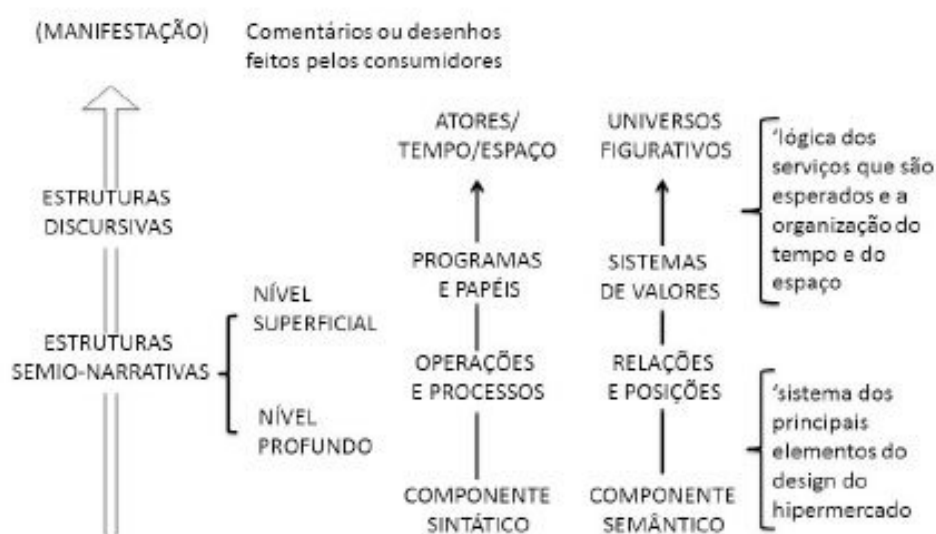 (MANIFESTAÇÃO)
Comentários ou desenhos
feitos pelos consumidores
ATORES/
TEMPO/ESPAÇO
UNIVERSOS
FIGURATIVOS
'lógica dos
serviços que são
esperados e a
organização do
tempo e do
espaço
ESTRUTURAS
DISCURSIVAS
PROGRAMAS
E PAPÉIS
SISTEMAS
DE VALORES
NÍVEL
SUPERFICIAL
ESTRUTURAS
SEMIO-NARRATIVAS
OPERAÇÕES
E PROCESSOS
RELAÇÕES
E POSIÇÕES
'sistema dos
principais
elementos do
design do
hipermercado
NÍVEL
PROFUNDO
COMPONENTE
SINTÁTICO
COMPONENTE
SEMÂNTICO